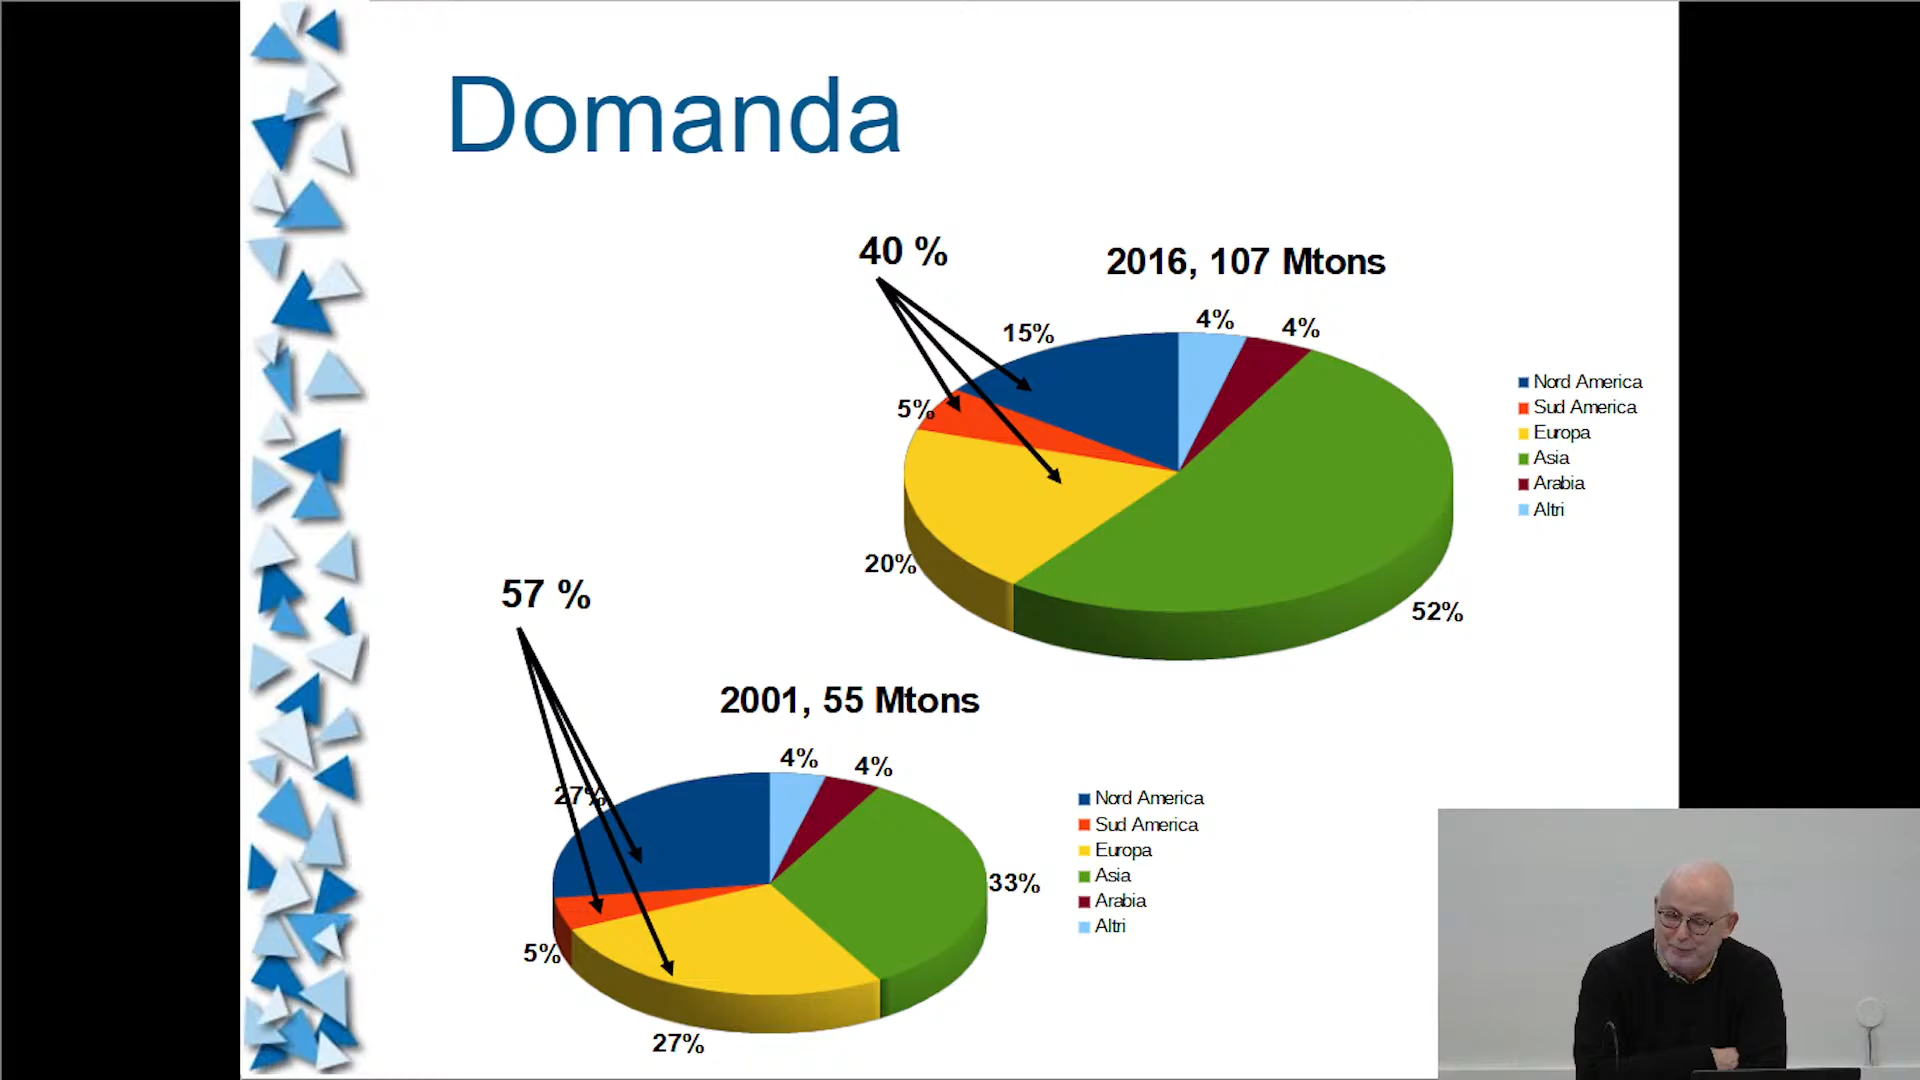 Domanda
40 %
2016, 107 Mtons
4%
4%
15%
5%
20%
52%
Nord America
Sud America
Europa
Asia
Arabia
Altri
57 %
2001, 55 Mtons
4%
4%
27%
33%
5%
27%
Nord America
Sud America
Europa
Asia
Arabia
Altri